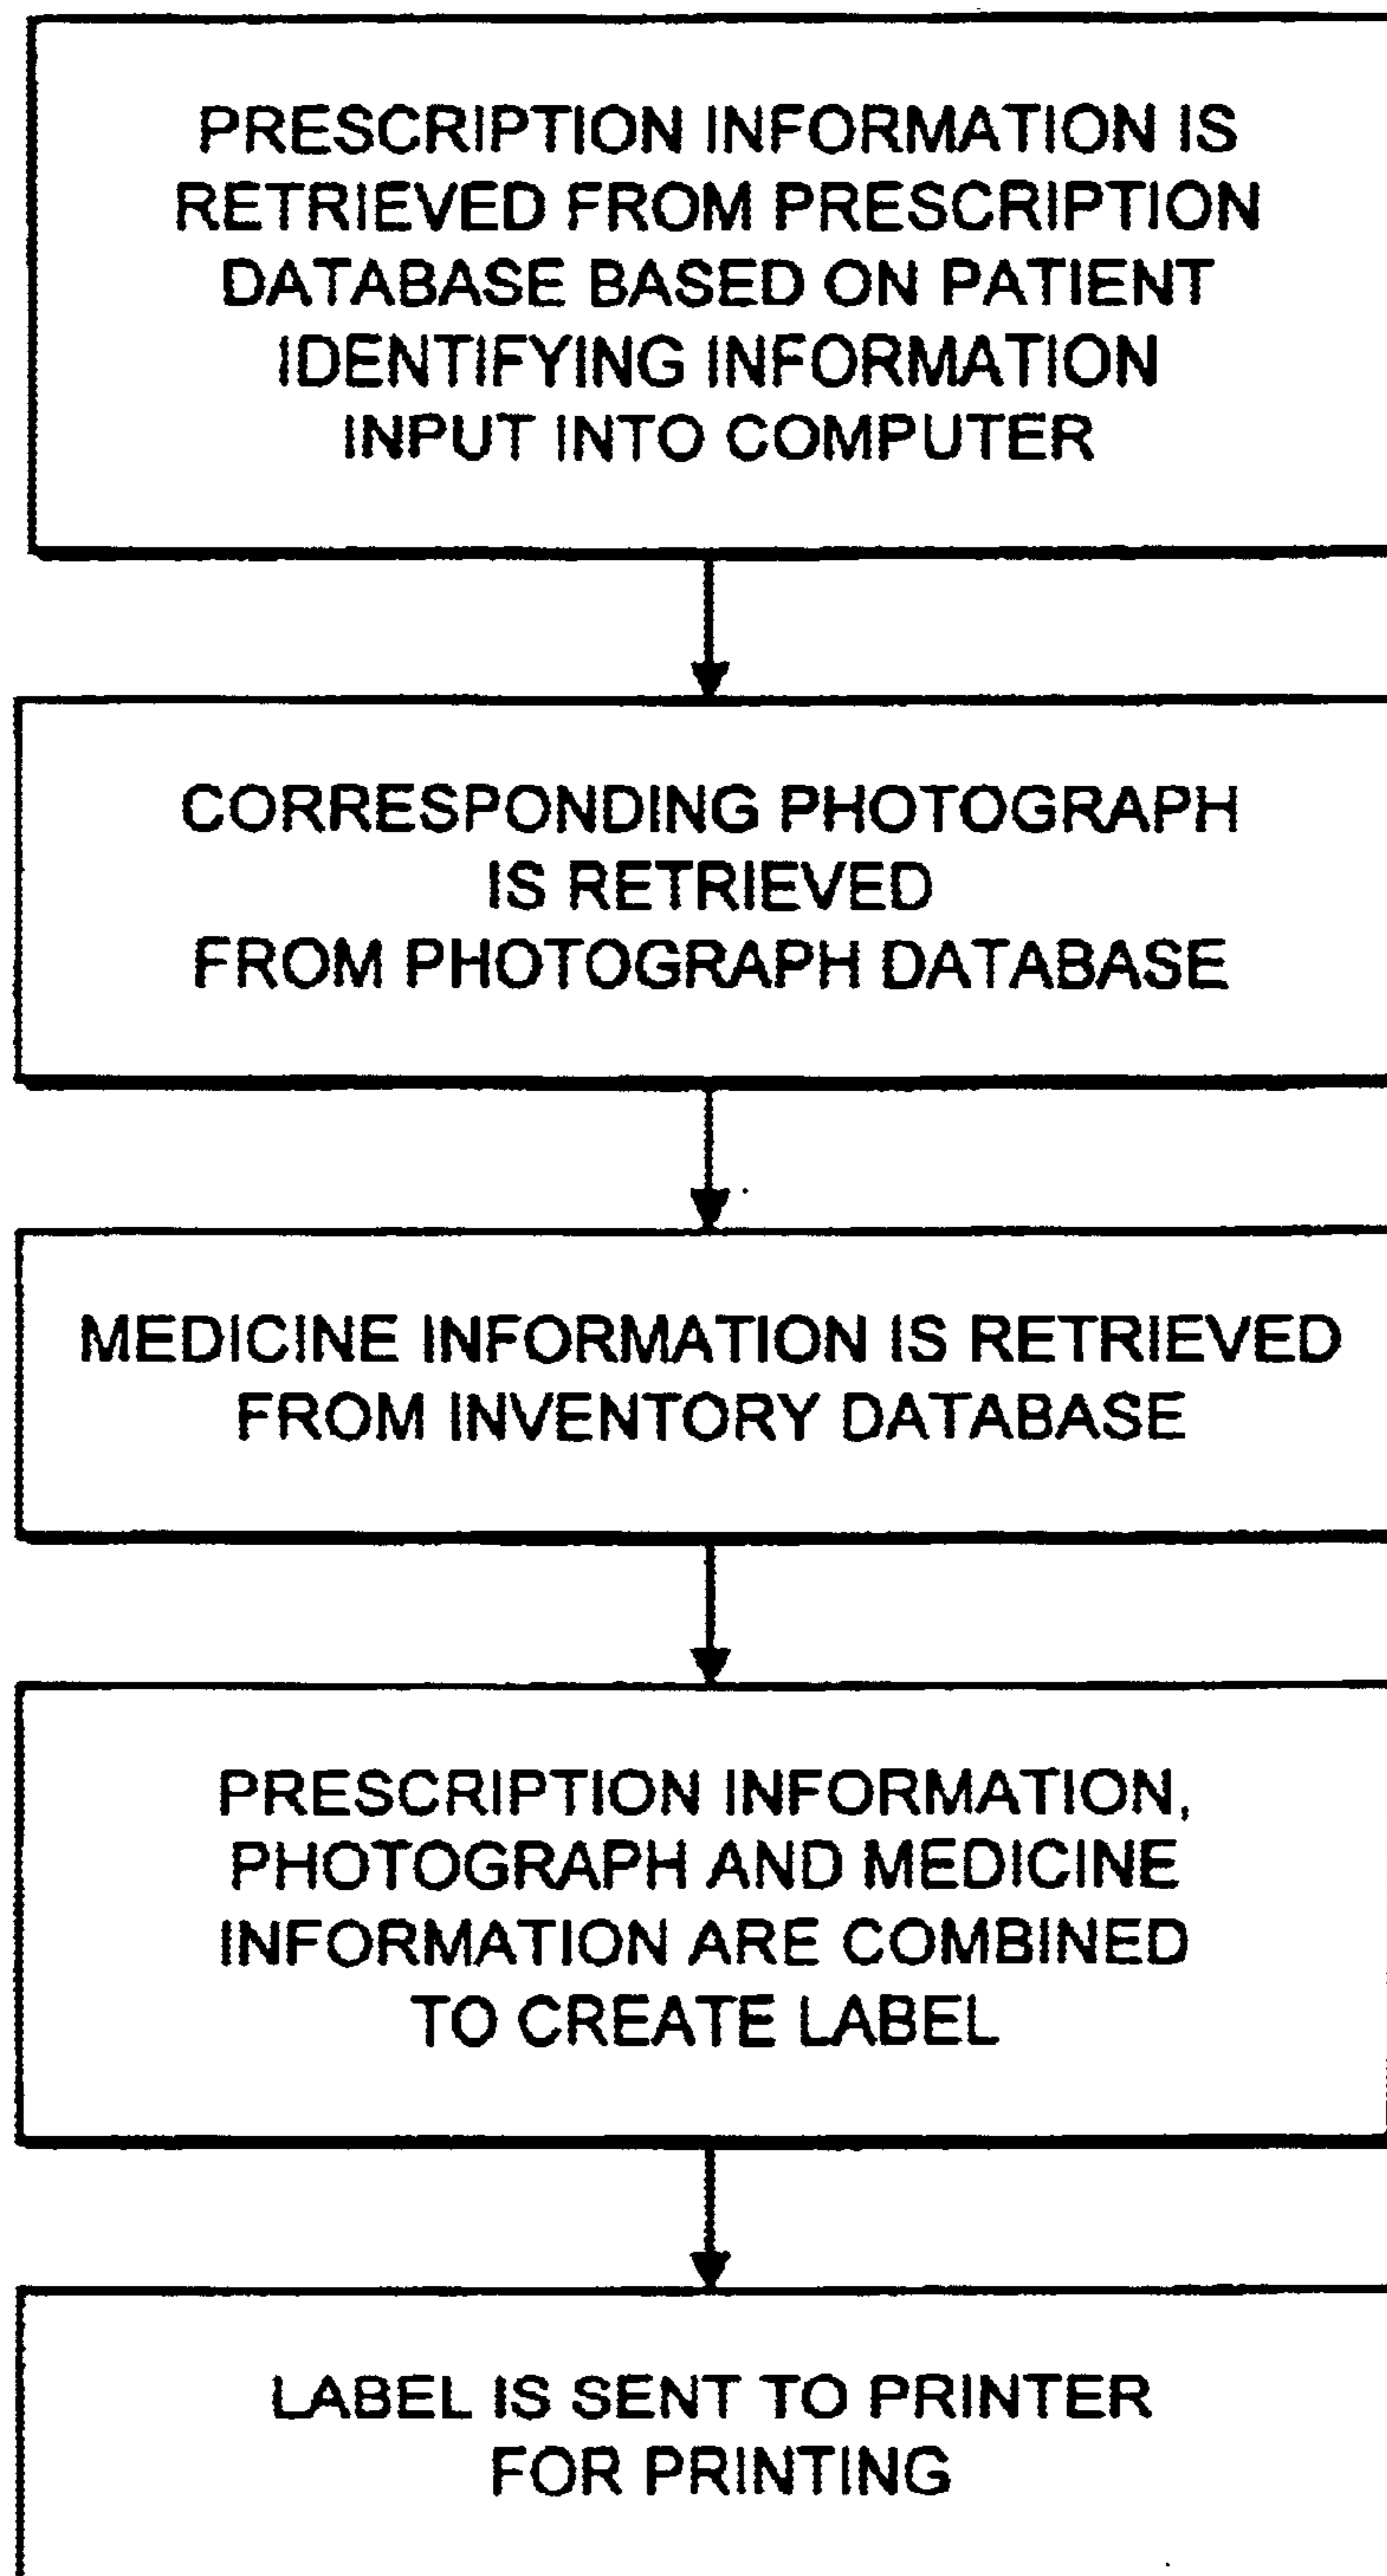 PRESCRIPTION INFORMATION IS
RETRIEVED FROM PRESCRIPTION
DATABASE BASED ON PATIENT
IDENTIFYING INFORMATION
INPUT INTO COMPUTER
CORRESPONDING PHOTOGRAPH
IS RETRIEVED
FROM PHOTOGRAPH DATABASE
MEDICINE INFORMATION IS RETRIEVED
FROM INVENTORY DATABASE
PRESCRIPTION INFORMATION,
PHOTOGRAPH AND MEDICINE
INFORMATION ARE COMBINED
TO CREATE LABEL
LABEL IS SENT TO PRINTER
FOR PRINTING